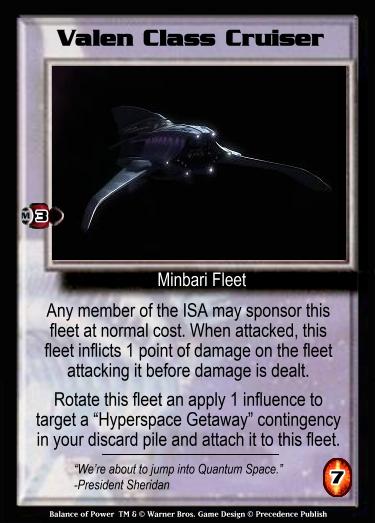 Valen Class Cruiser
M 3
Minbari Fleet
Any member of the ISA may sponsor this
fleet at normal cost. When attacked, this
fleet inflicts 1 point of damage on the fleet
attacking it before damage is dealt.
Rotate this fleet an apply 1 influence to
target a “Hyperspace Getaway” contingency
in your discard pile and attach it to this fleet.
“We're about to jump into Quantum Space.”
-President Sheridan
7
Balance of Power TM & © Warner Bros. Game Design © Precedence Publish